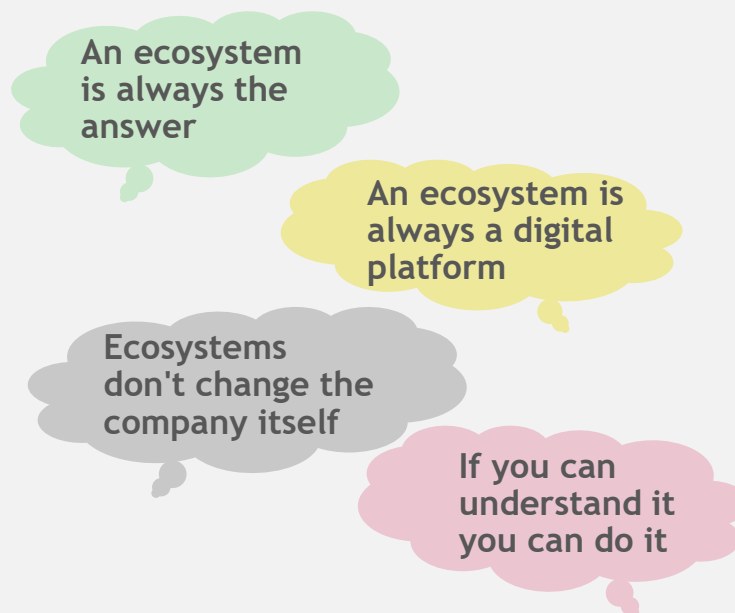 An ecosystem
is always the
answer
An ecosystem is
always a digital
platform
Ecosystems
don't change the
company itself
If you can
understand it
you can do it